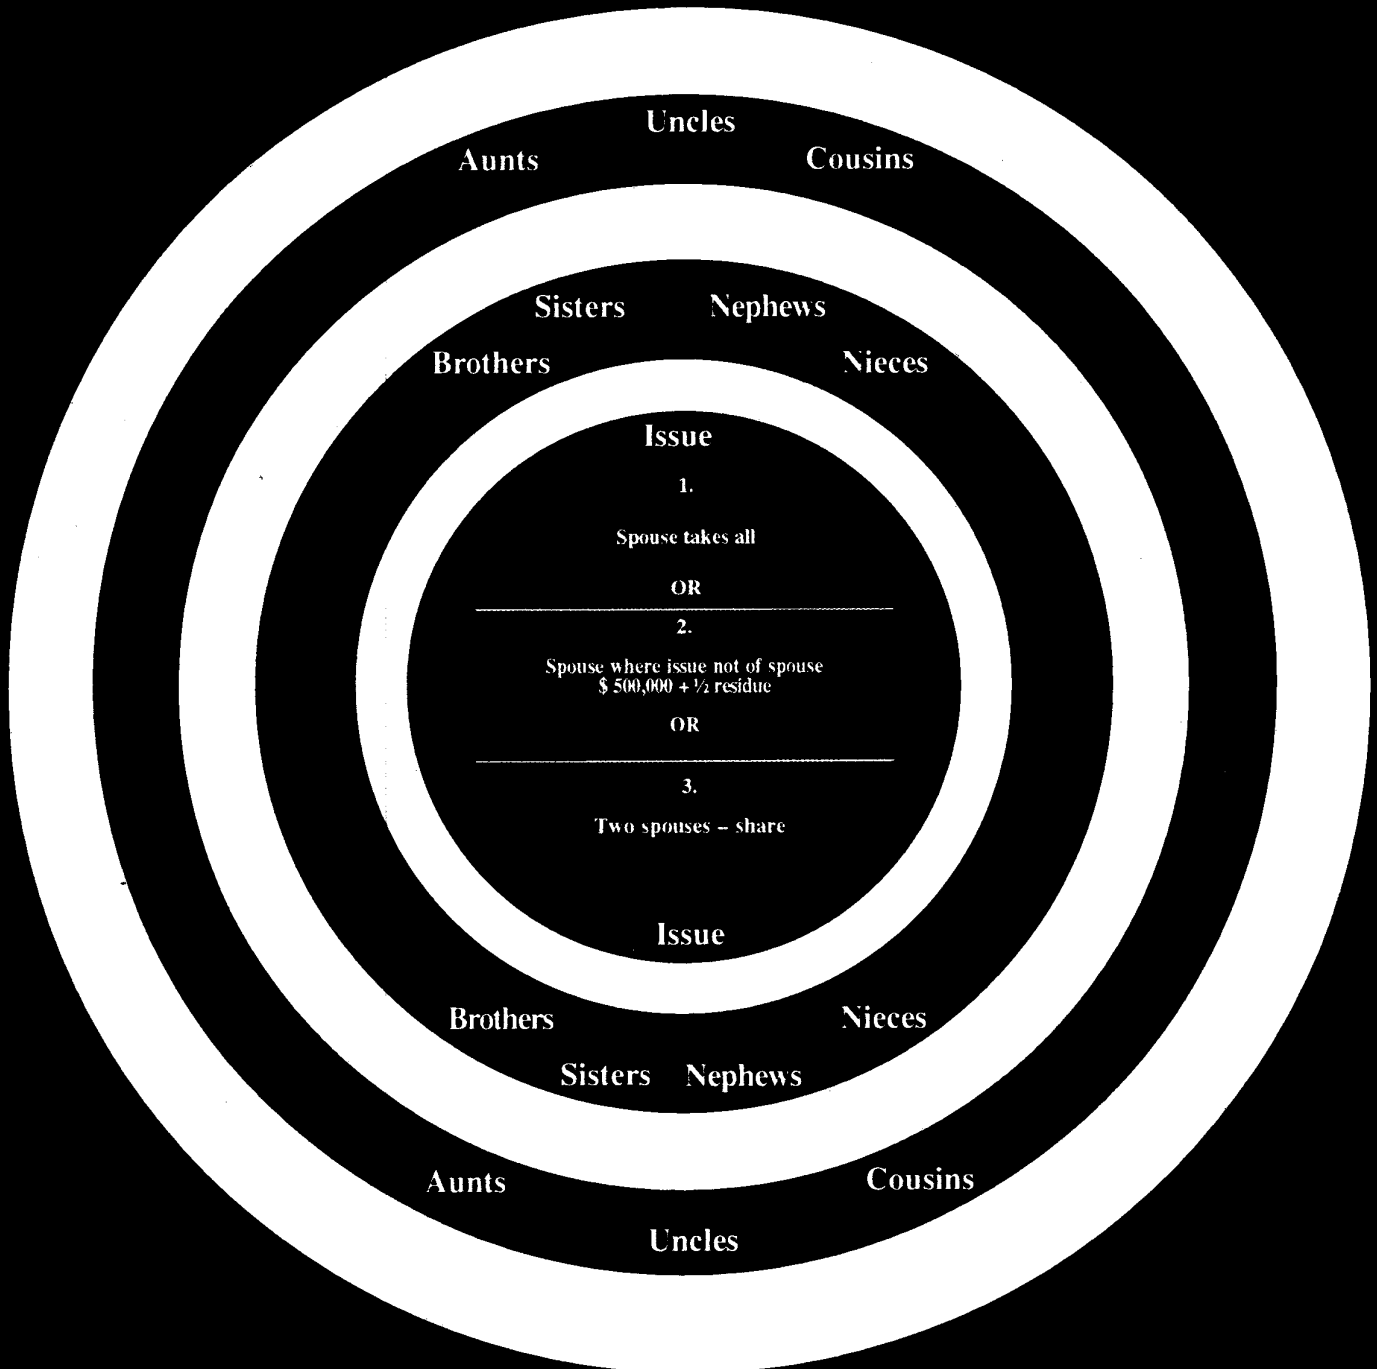 Uncles
Aunts Cousins
Sisters Nephews
Brothers Nieces
Issue
1.
Spouse takes all
OR
2.
Spouse where issue not of spouse
$ 500,000 + ½ residue
OR
3.
Two spouses – share
Issue
Brothers Nieces
Sisters Nephews
Aunts Cousins
Uncles